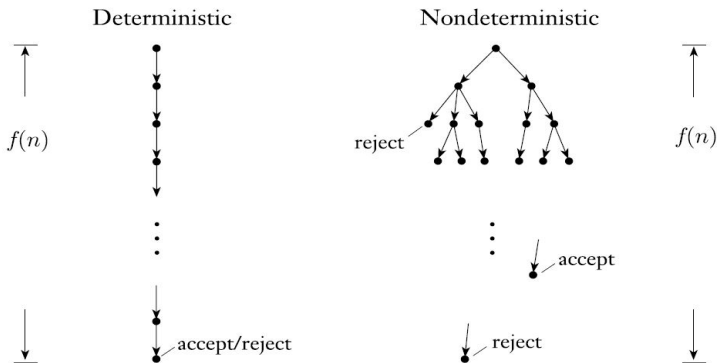 Deterministic
Nondeterministic
f(n)
reject
f(n)
accept
accept/reject
reject